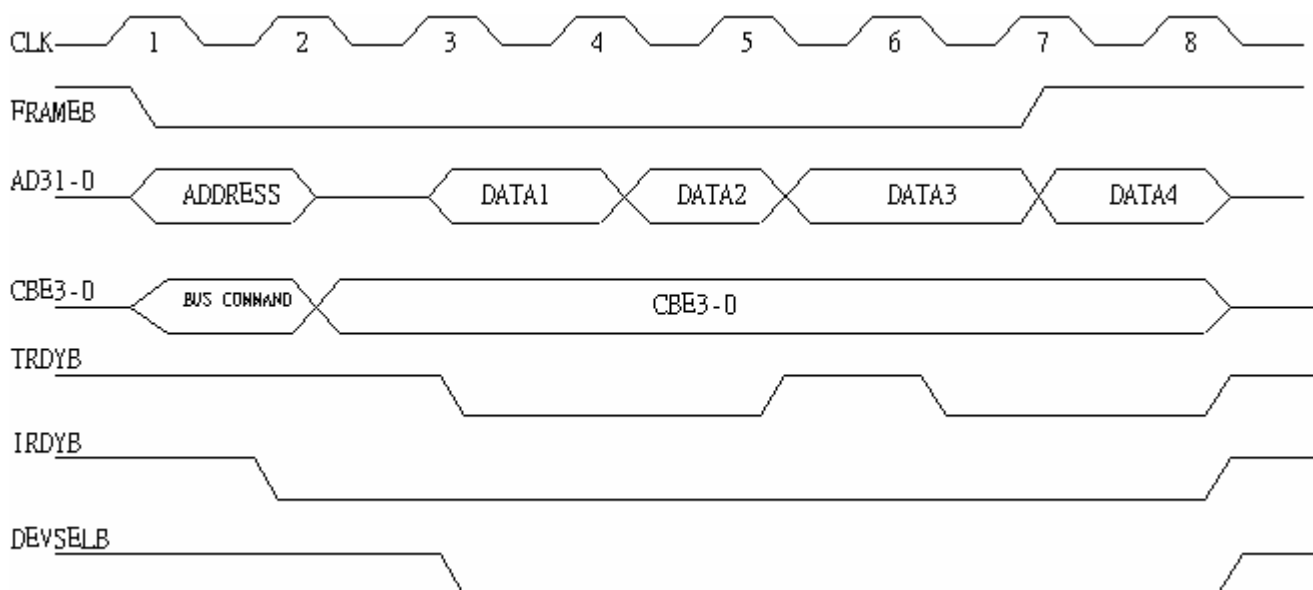 CLK 1 2 3 4 5 6 7 8
FRAMEB
AD31-0 ADDRESS DATA1 DATA2 DATA3 DATA4
CBE3-0 BUS COMMAND CBE3-0
TRDYB
IRDYB
DEVSELB